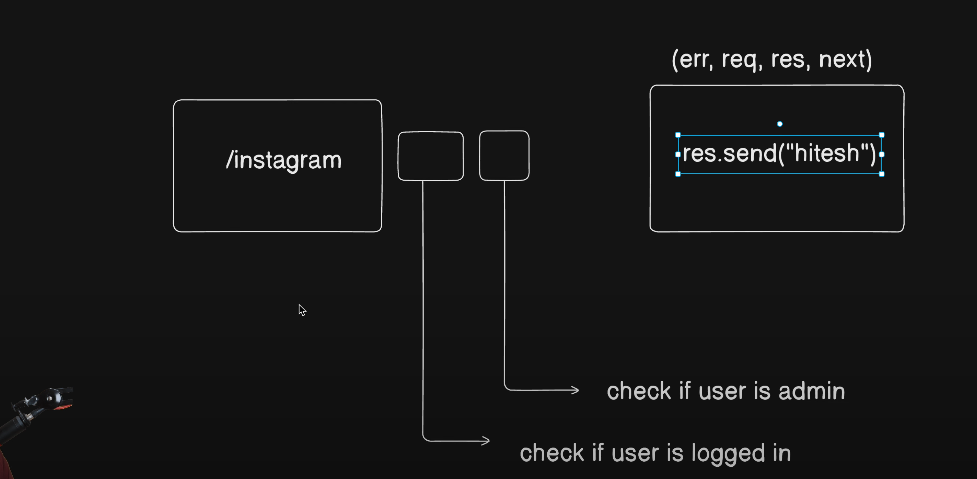 (err, req, res, next)
/instagram
res.send("hitesh")
check if user is admin
check if user is logged in